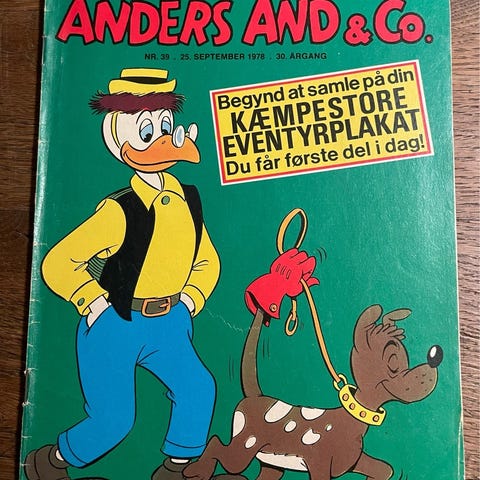 ANDERS AND & Co.
NR. 39 . 25. SEPTEMBER 1978 . 30. ÅRGANG
Begynd at samle på din
KÆMPESTORE
EVENTYRPLAKAT
Du får første del i dag!